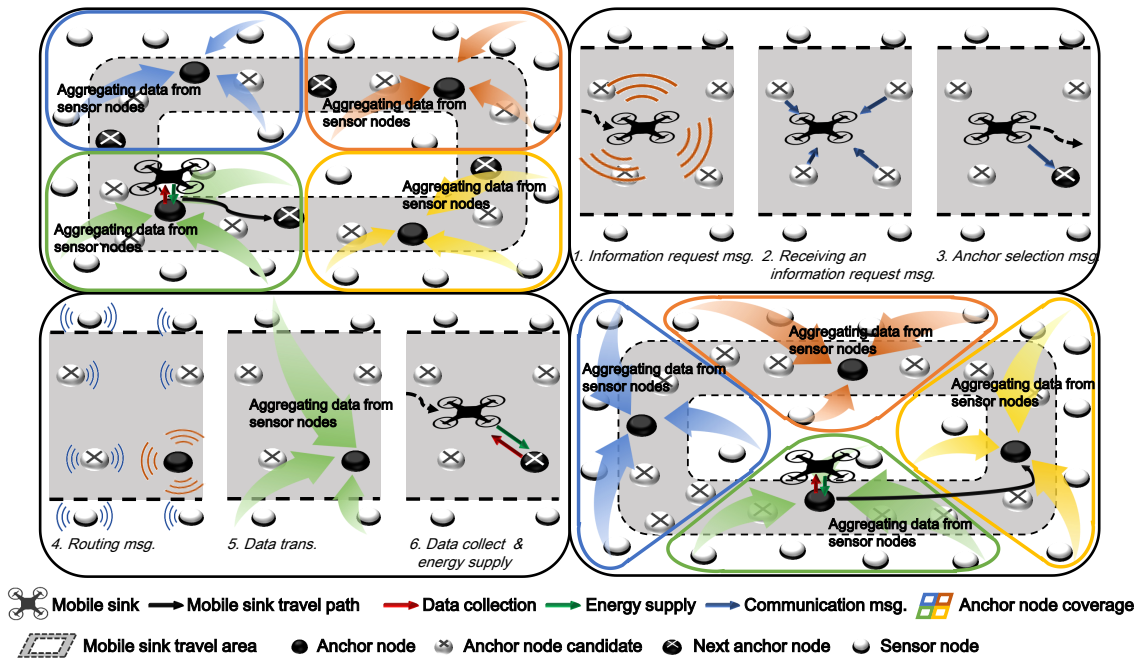 Aggregating data from
sensor nodes
Aggregating data from
sensor nodes
Aggregating data from
sensor nodes
Aggregating data from
sensor nodes
1. Information request msg.
2. Receiving an
information request msg.
3. Anchor selection msg.
4. Routing msg.
Aggregating data from
sensor nodes
5. Data trans.
6. Data collect &
energy supply
Aggregating data from
sensor nodes
Aggregating data from
sensor nodes
Aggregating data from
sensor nodes
Aggregating data from
sensor nodes
Mobile sink
Mobile sink travel path
Data collection
Energy supply
Communication msg.
Anchor node coverage
Mobile sink travel area
Anchor node
Anchor node candidate
Next anchor node
Sensor node